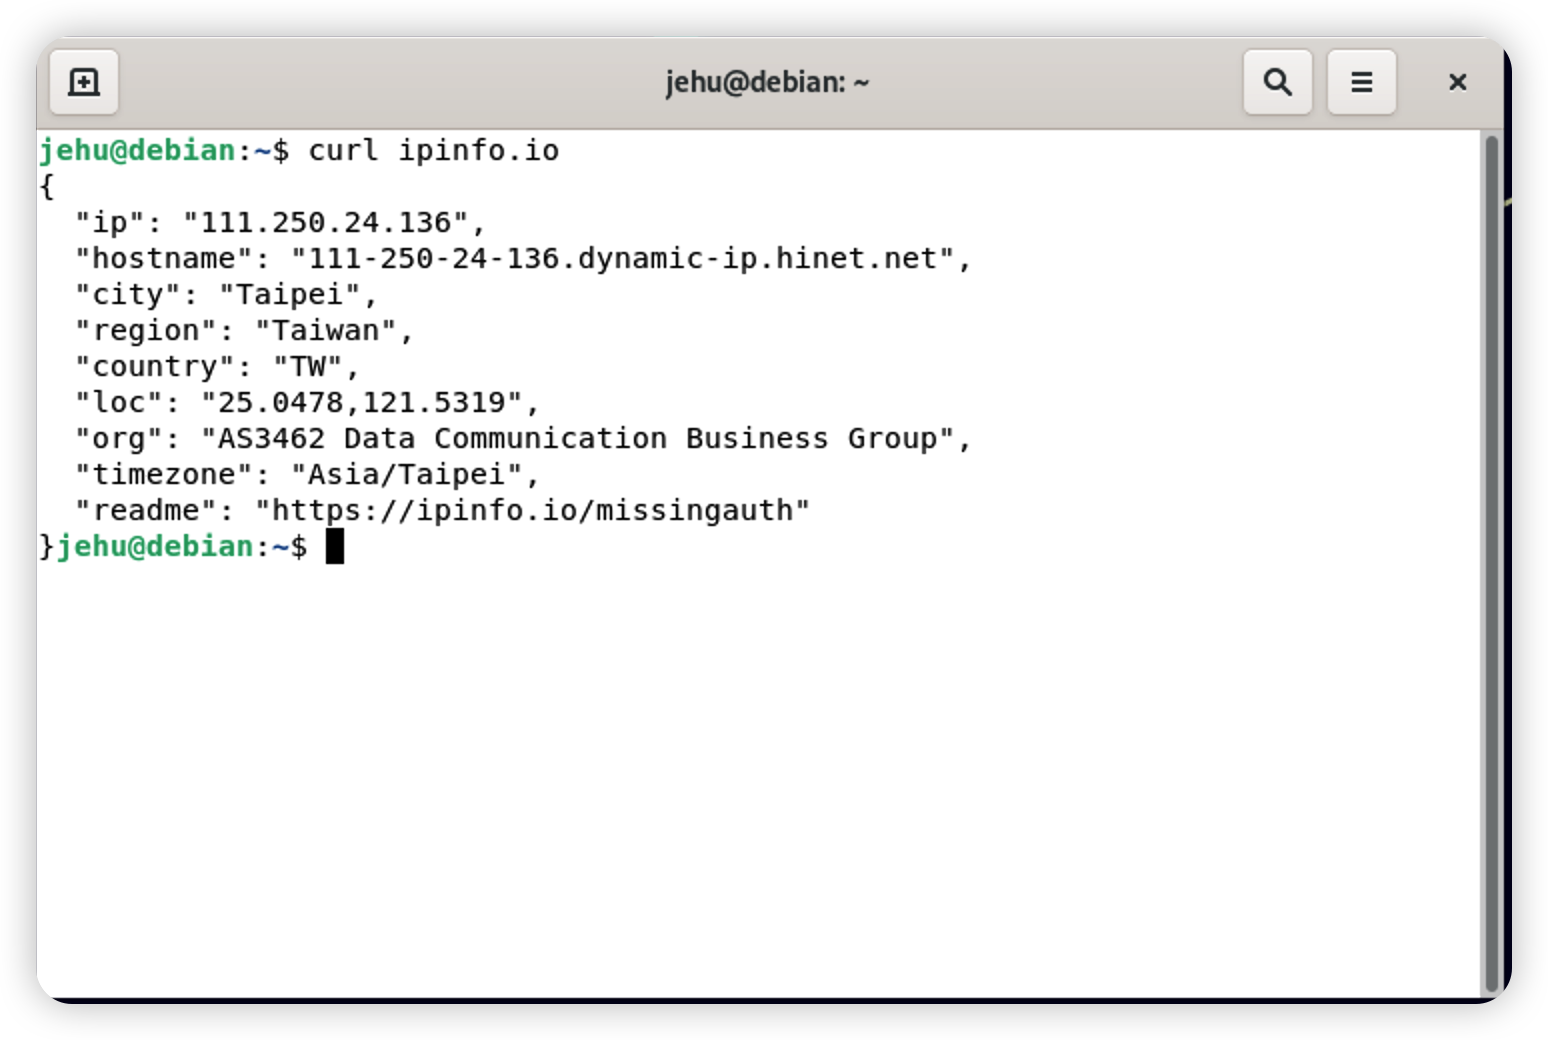 jehu@debian: ~
jehu@debian:~$ curl ipinfo.io
{
  "ip": "111.250.24.136",
  "hostname": "111-250-24-136.dynamic-ip.hinet.net",
  "city": "Taipei",
  "region": "Taiwan",
  "country": "TW",
  "loc": "25.0478,121.5319",
  "org": "AS3462 Data Communication Business Group",
  "timezone": "Asia/Taipei",
  "readme": "https://ipinfo.io/missingauth"
}jehu@debian:~$